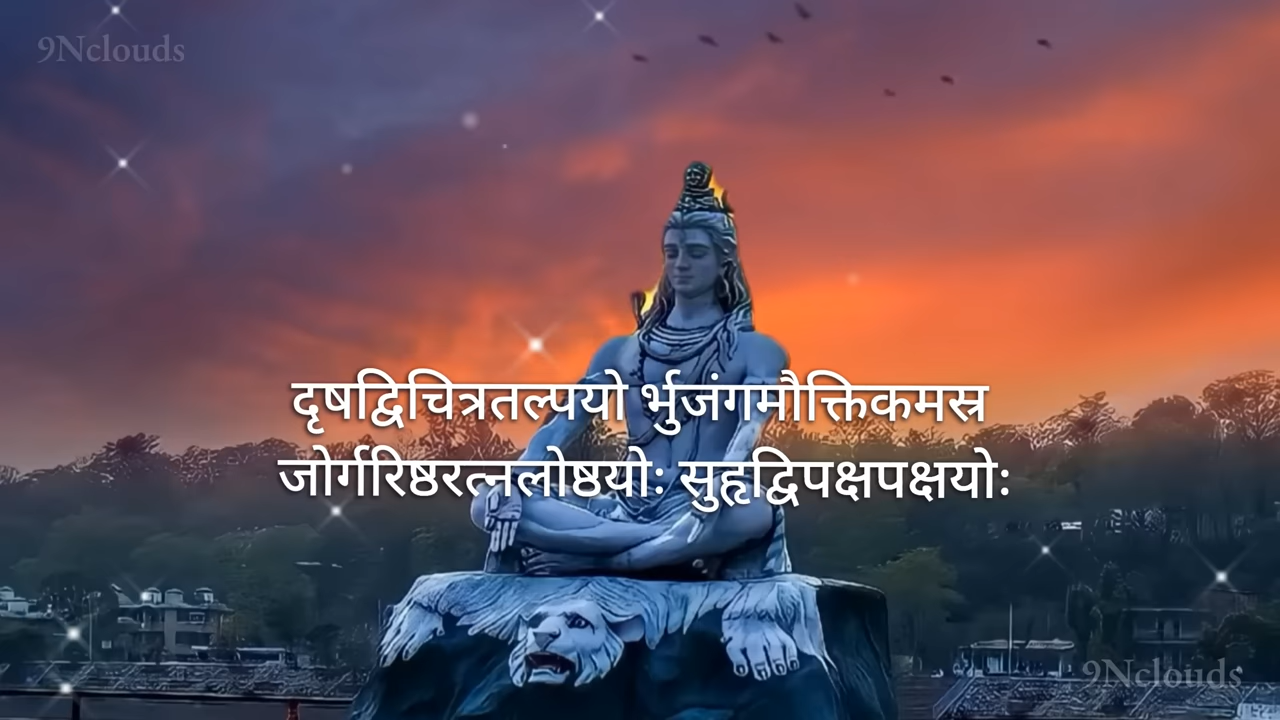 9Nclouds
दृषद्विचित्रतल्पयो र्भुजंगमौक्तिकमस्र
जोर्गरिष्ठरत्नलोष्ठयोः सुहृद्विपक्षपक्षयोः
9Nclouds